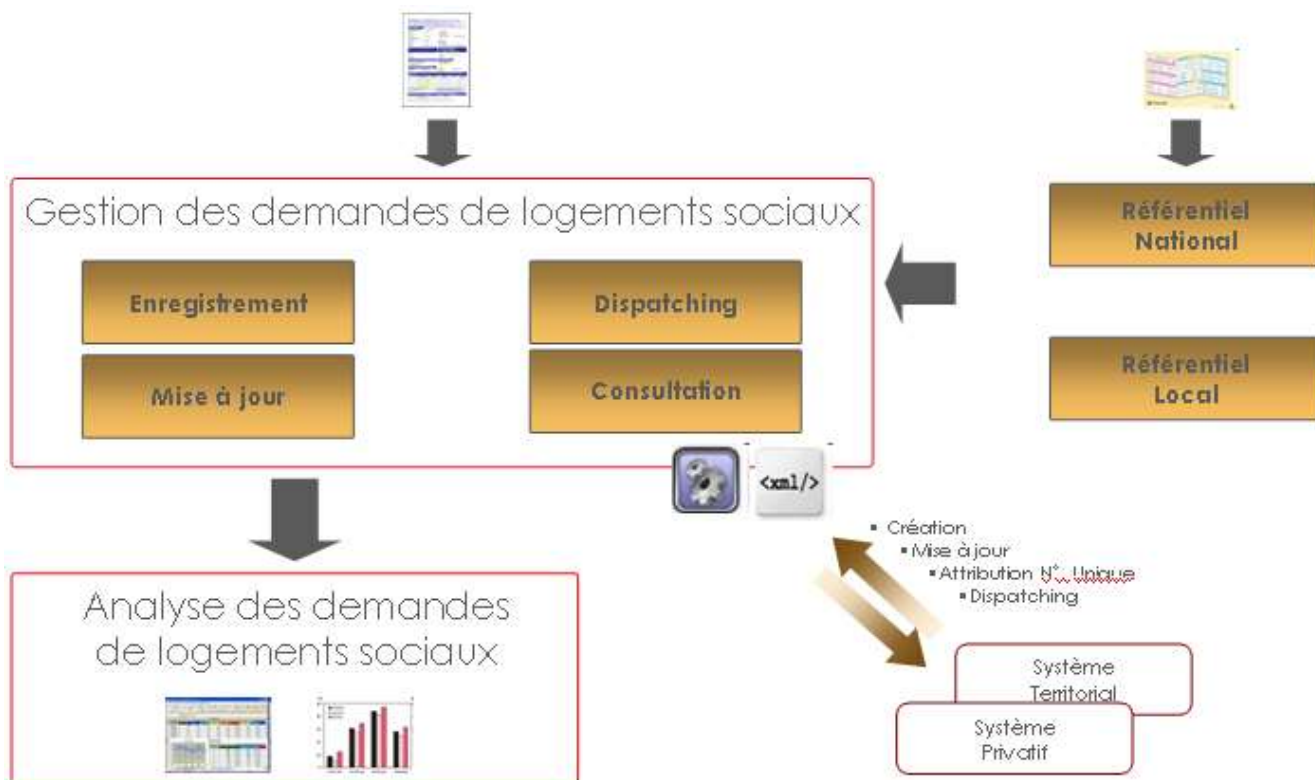 Gestion des demandes de logements sociaux
Enregistrement
Dispatching
Mise à jour
Consultation
Référentiel
National
Référentiel
Local
<xml/>
Création
Mise à jour
Attribution N°. Unique
Dispatching
Analyse des demandes
de logements sociaux
Système
Territorial
Système
Privatif